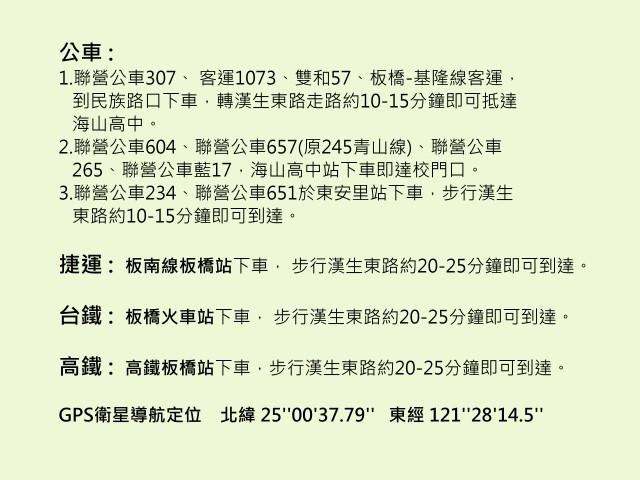 公車 :
1.聯營公車307、 客運1073、雙和57、板橋-基隆線客運，
到民族路口下車，轉漢生東路走路約10-15分鐘即可抵達
海山高中。
2.聯營公車604、聯營公車657(原245青山線)、聯營公車
265、聯營公車藍17，海山高中站下車即達校門口。
3.聯營公車234、聯營公車651於東安里站下車，步行漢生
東路約10-15分鐘即可到達。
捷運 : 板南線板橋站下車， 步行漢生東路約20-25分鐘即可到達。
台鐵 : 板橋火車站下車， 步行漢生東路約20-25分鐘即可到達。
高鐵 : 高鐵板橋站下車，步行漢生東路約20-25分鐘即可到達。
GPS衛星導航定位 北緯 25''00'37.79'' 東經 121''28'14.5''